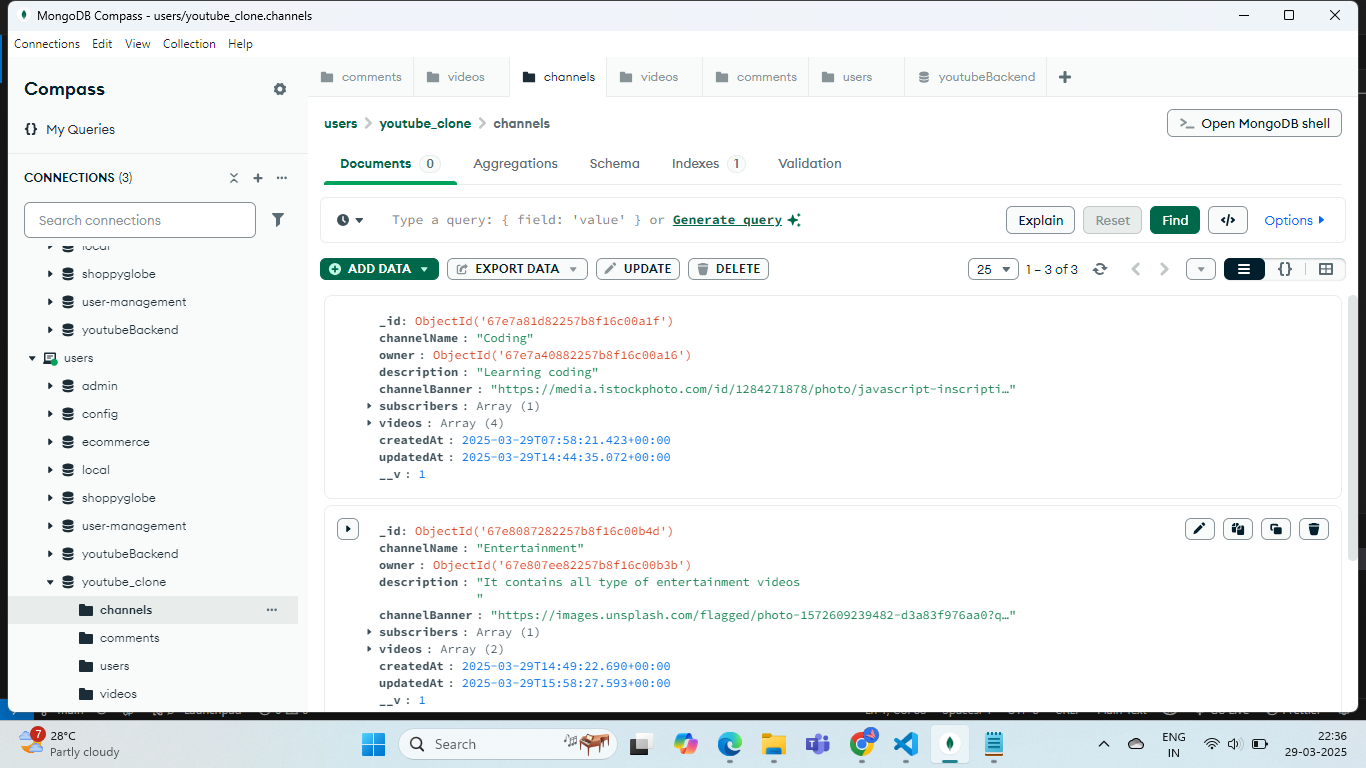 MongoDB Compass - users/youtube_clone.channels
Connections Edit View Collection Help
Compass
My Queries
CONNECTIONS (3)
Search connections
local
shoppyglobe
user-management
youtubeBackend
users
admin
config
ecommerce
local
shoppyglobe
user-management
youtubeBackend
youtube_clone
channels
comments
users
videos
comments videos channels videos comments users youtubeBackend
users > youtube_clone > channels
>_ Open MongoDB shell
Documents 0 Aggregations Schema Indexes 1 Validation
Type a query: { field: 'value' } or Generate query
Explain Reset Find </> Options
ADD DATA EXPORT DATA UPDATE DELETE
25 1 – 3 of 3 {}
_id: ObjectId('67e7a81d82257b8f16c00a1f')
channelName : "Coding"
owner : ObjectId('67e7a40882257b8f16c00a16')
description : "Learning coding"
channelBanner : "https://media.istockphoto.com/id/1284271878/photo/javascript-inscripti…"
subscribers : Array (1)
videos : Array (4)
createdAt : 2025-03-29T07:58:21.423+00:00
updatedAt : 2025-03-29T14:44:35.072+00:00
__v : 1
_id: ObjectId('67e8087282257b8f16c00b4d')
channelName : "Entertainment"
owner : ObjectId('67e807ee82257b8f16c00b3b')
description : "It contains all type of entertainment videos
"
channelBanner : "https://images.unsplash.com/flagged/photo-1572609239482-d3a83f976aa0?q…"
subscribers : Array (1)
videos : Array (2)
createdAt : 2025-03-29T14:49:22.690+00:00
updatedAt : 2025-03-29T15:58:27.593+00:00
__v : 1
7
28°C
Partly cloudy
Search
ENG
IN
22:36
29-03-2025